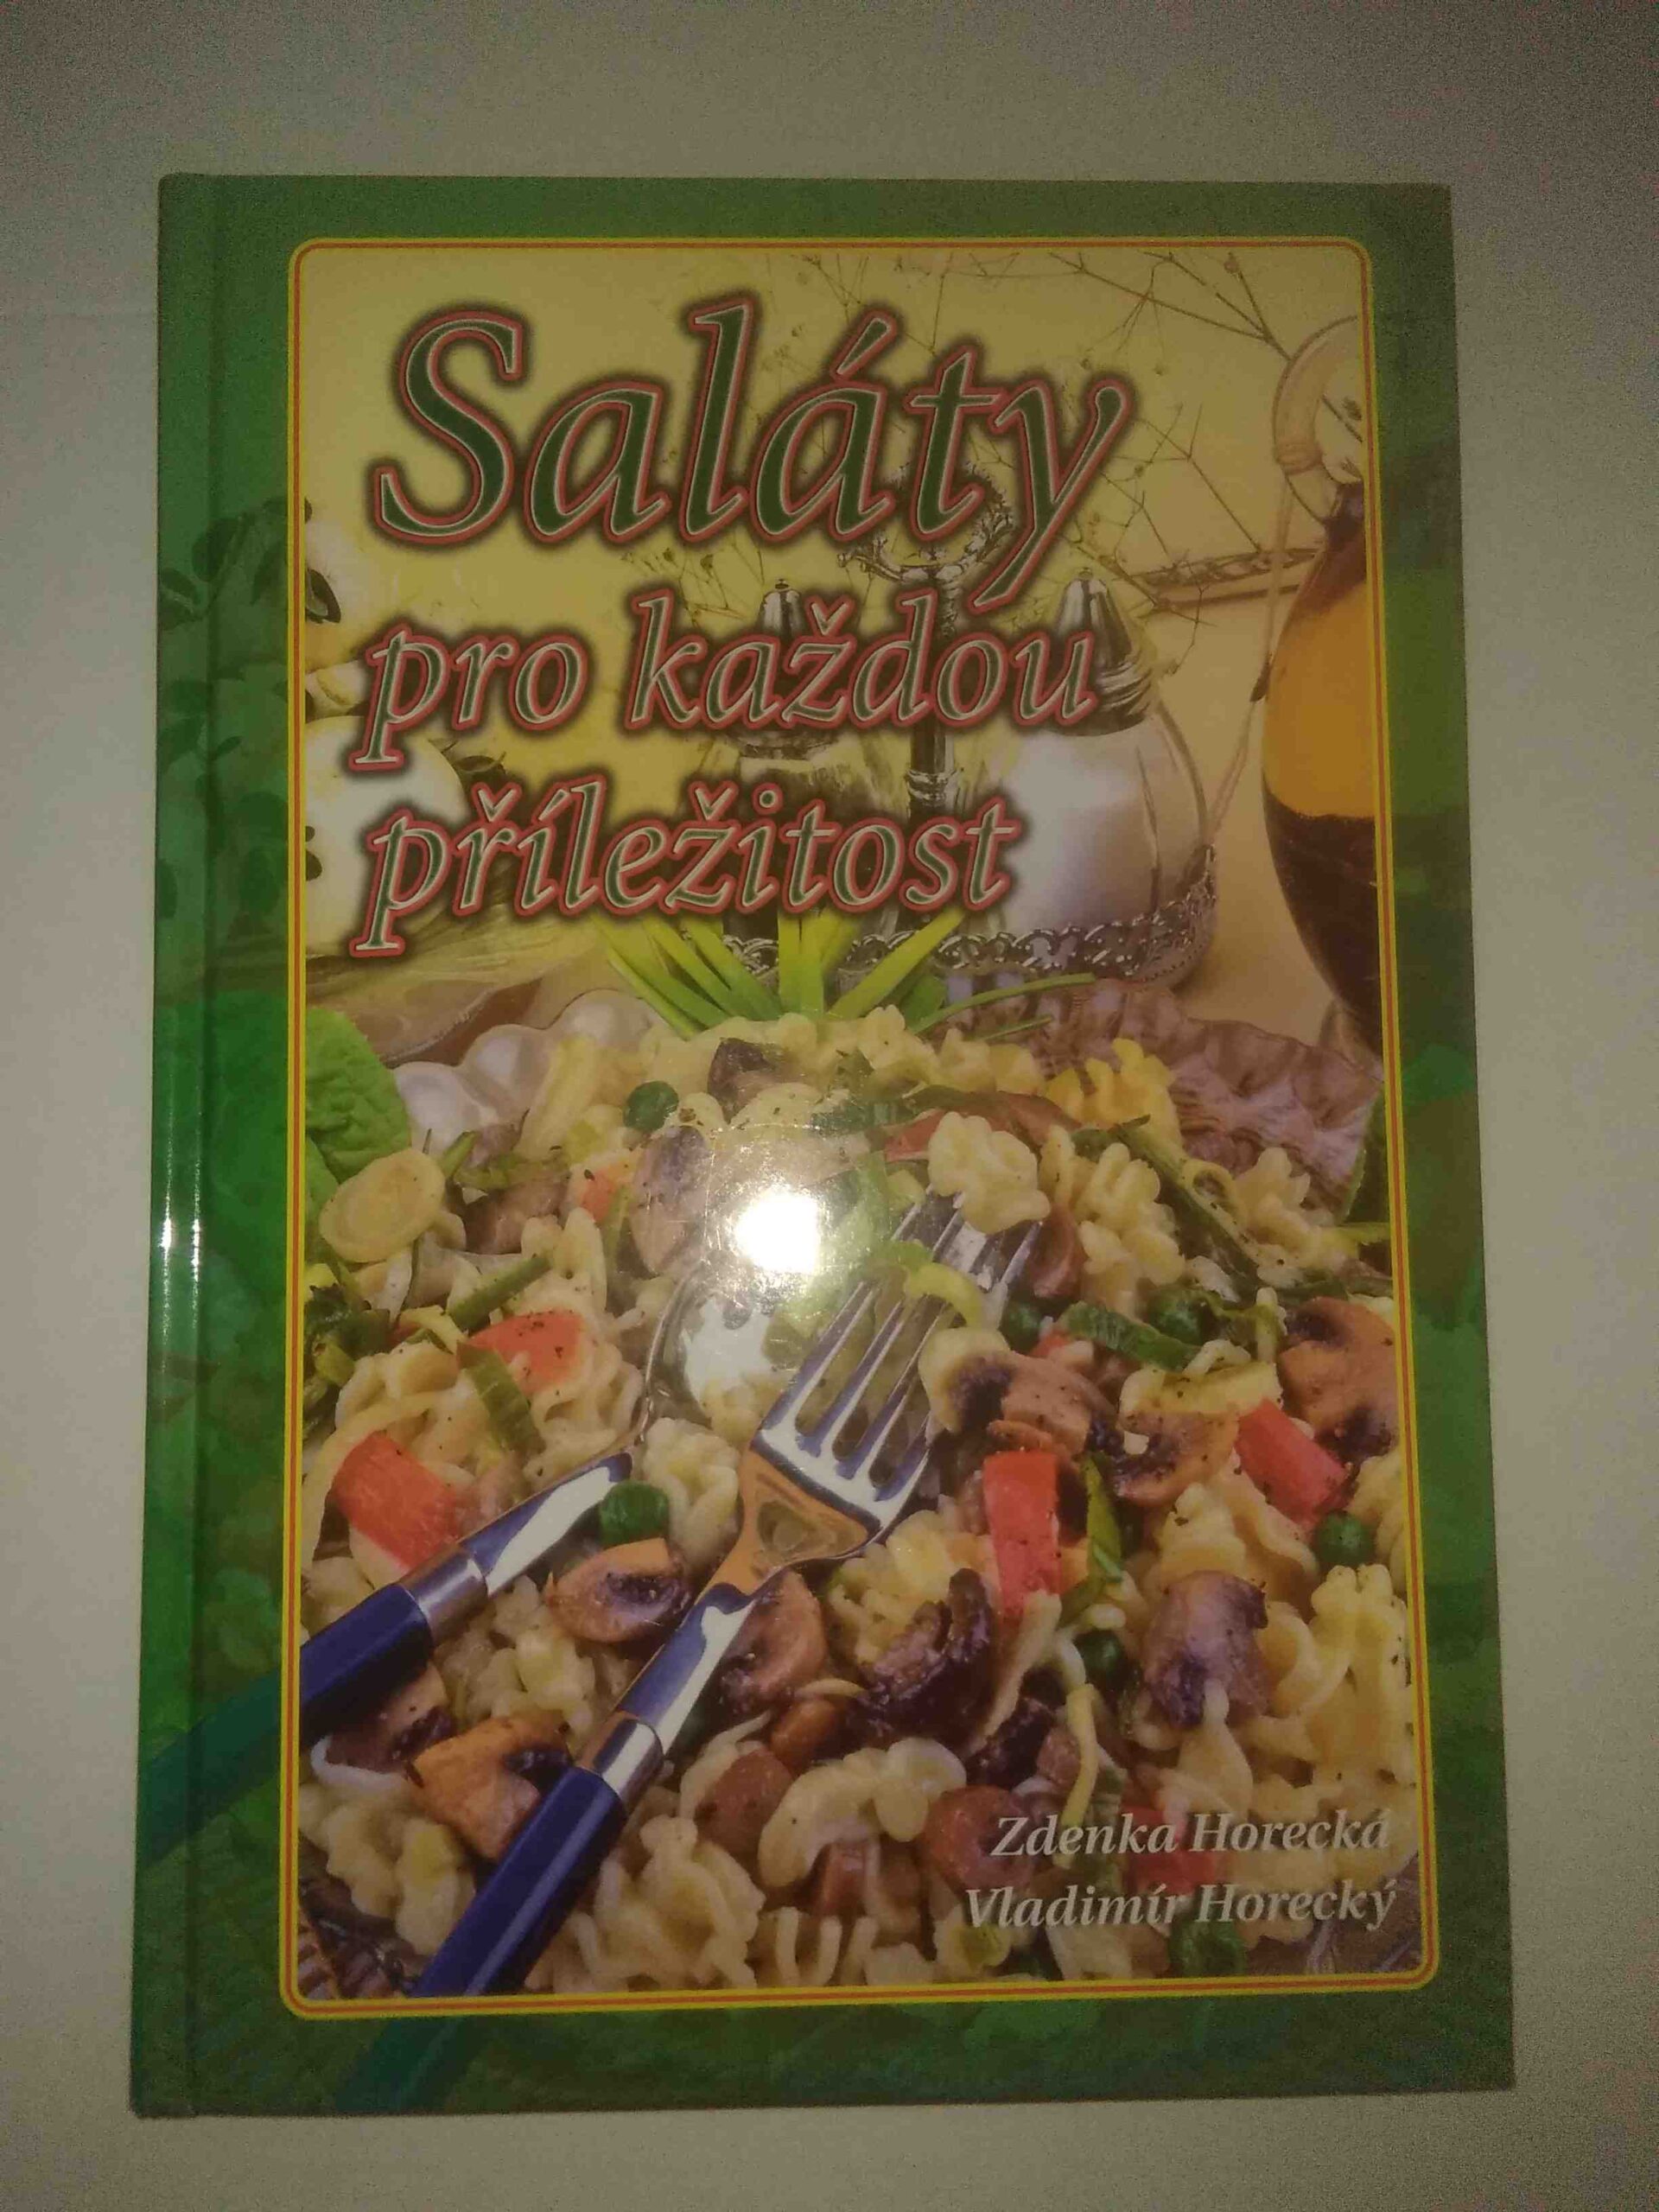 Saláty
pro každou
příležitost
Zdenka Horecká
Vladimír Horecký